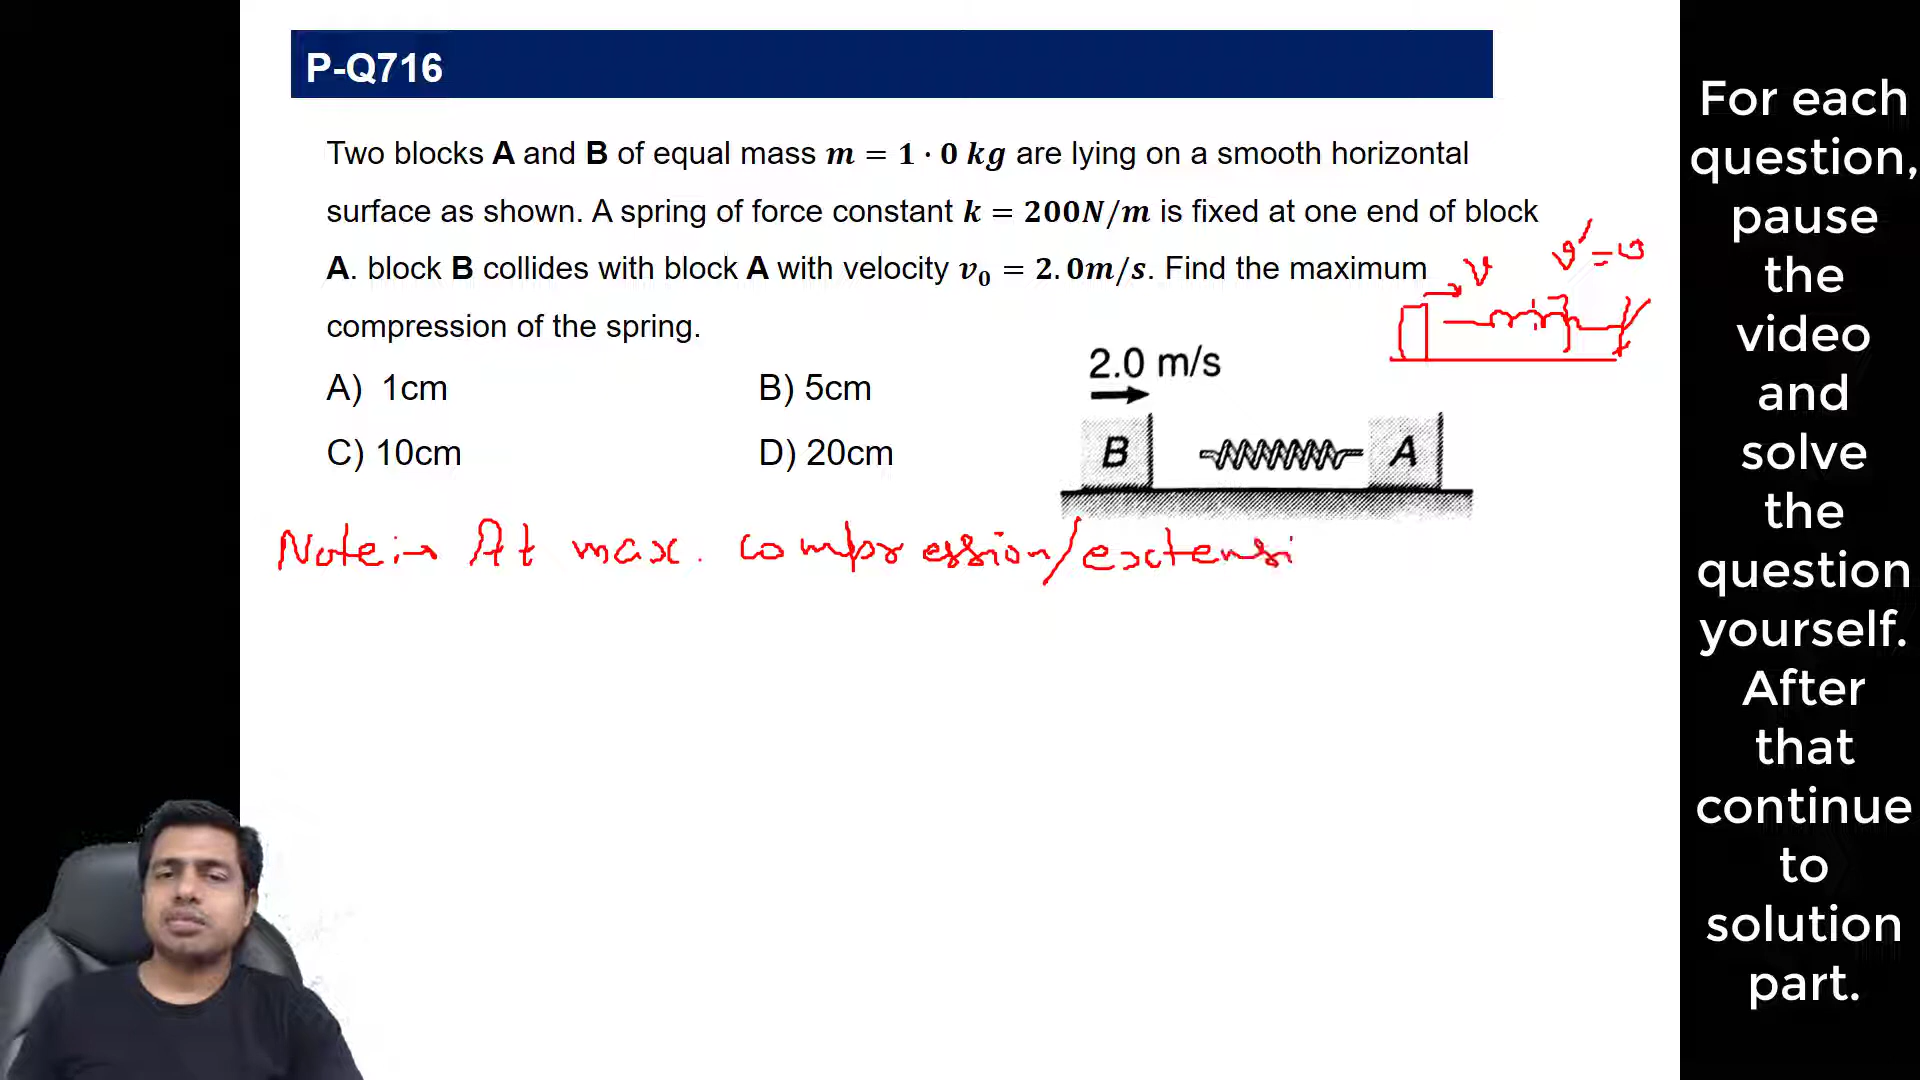 P-Q716
Two blocks A and B of equal mass m = 1 · 0 kg are lying on a smooth horizontal
surface as shown. A spring of force constant k = 200N/m is fixed at one end of block
A. block B collides with block A with velocity v₀ = 2.0m/s. Find the maximum
compression of the spring.
A) 1cm
B) 5cm
C) 10cm
D) 20cm
2.0 m/s
B
A
v
v' = 0
Note:→ At max. compression/extensi
For each
question,
pause
the
video
and
solve
the
question
yourself.
After
that
continue
to
solution
part.